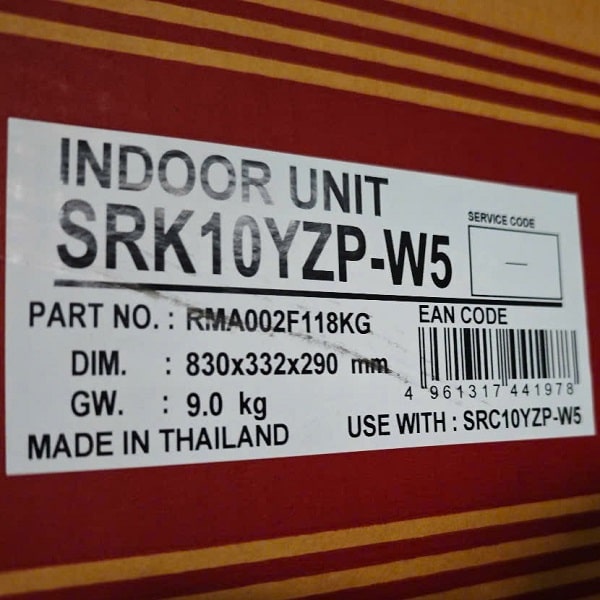 INDOOR UNIT
SRK10YZP-W5
SERVICE CODE
—
PART NO. : RMA002F118KG
EAN CODE
DIM. : 830x332x290 mm
4 961317 441978
GW. : 9.0 kg
USE WITH : SRC10YZP-W5
MADE IN THAILAND